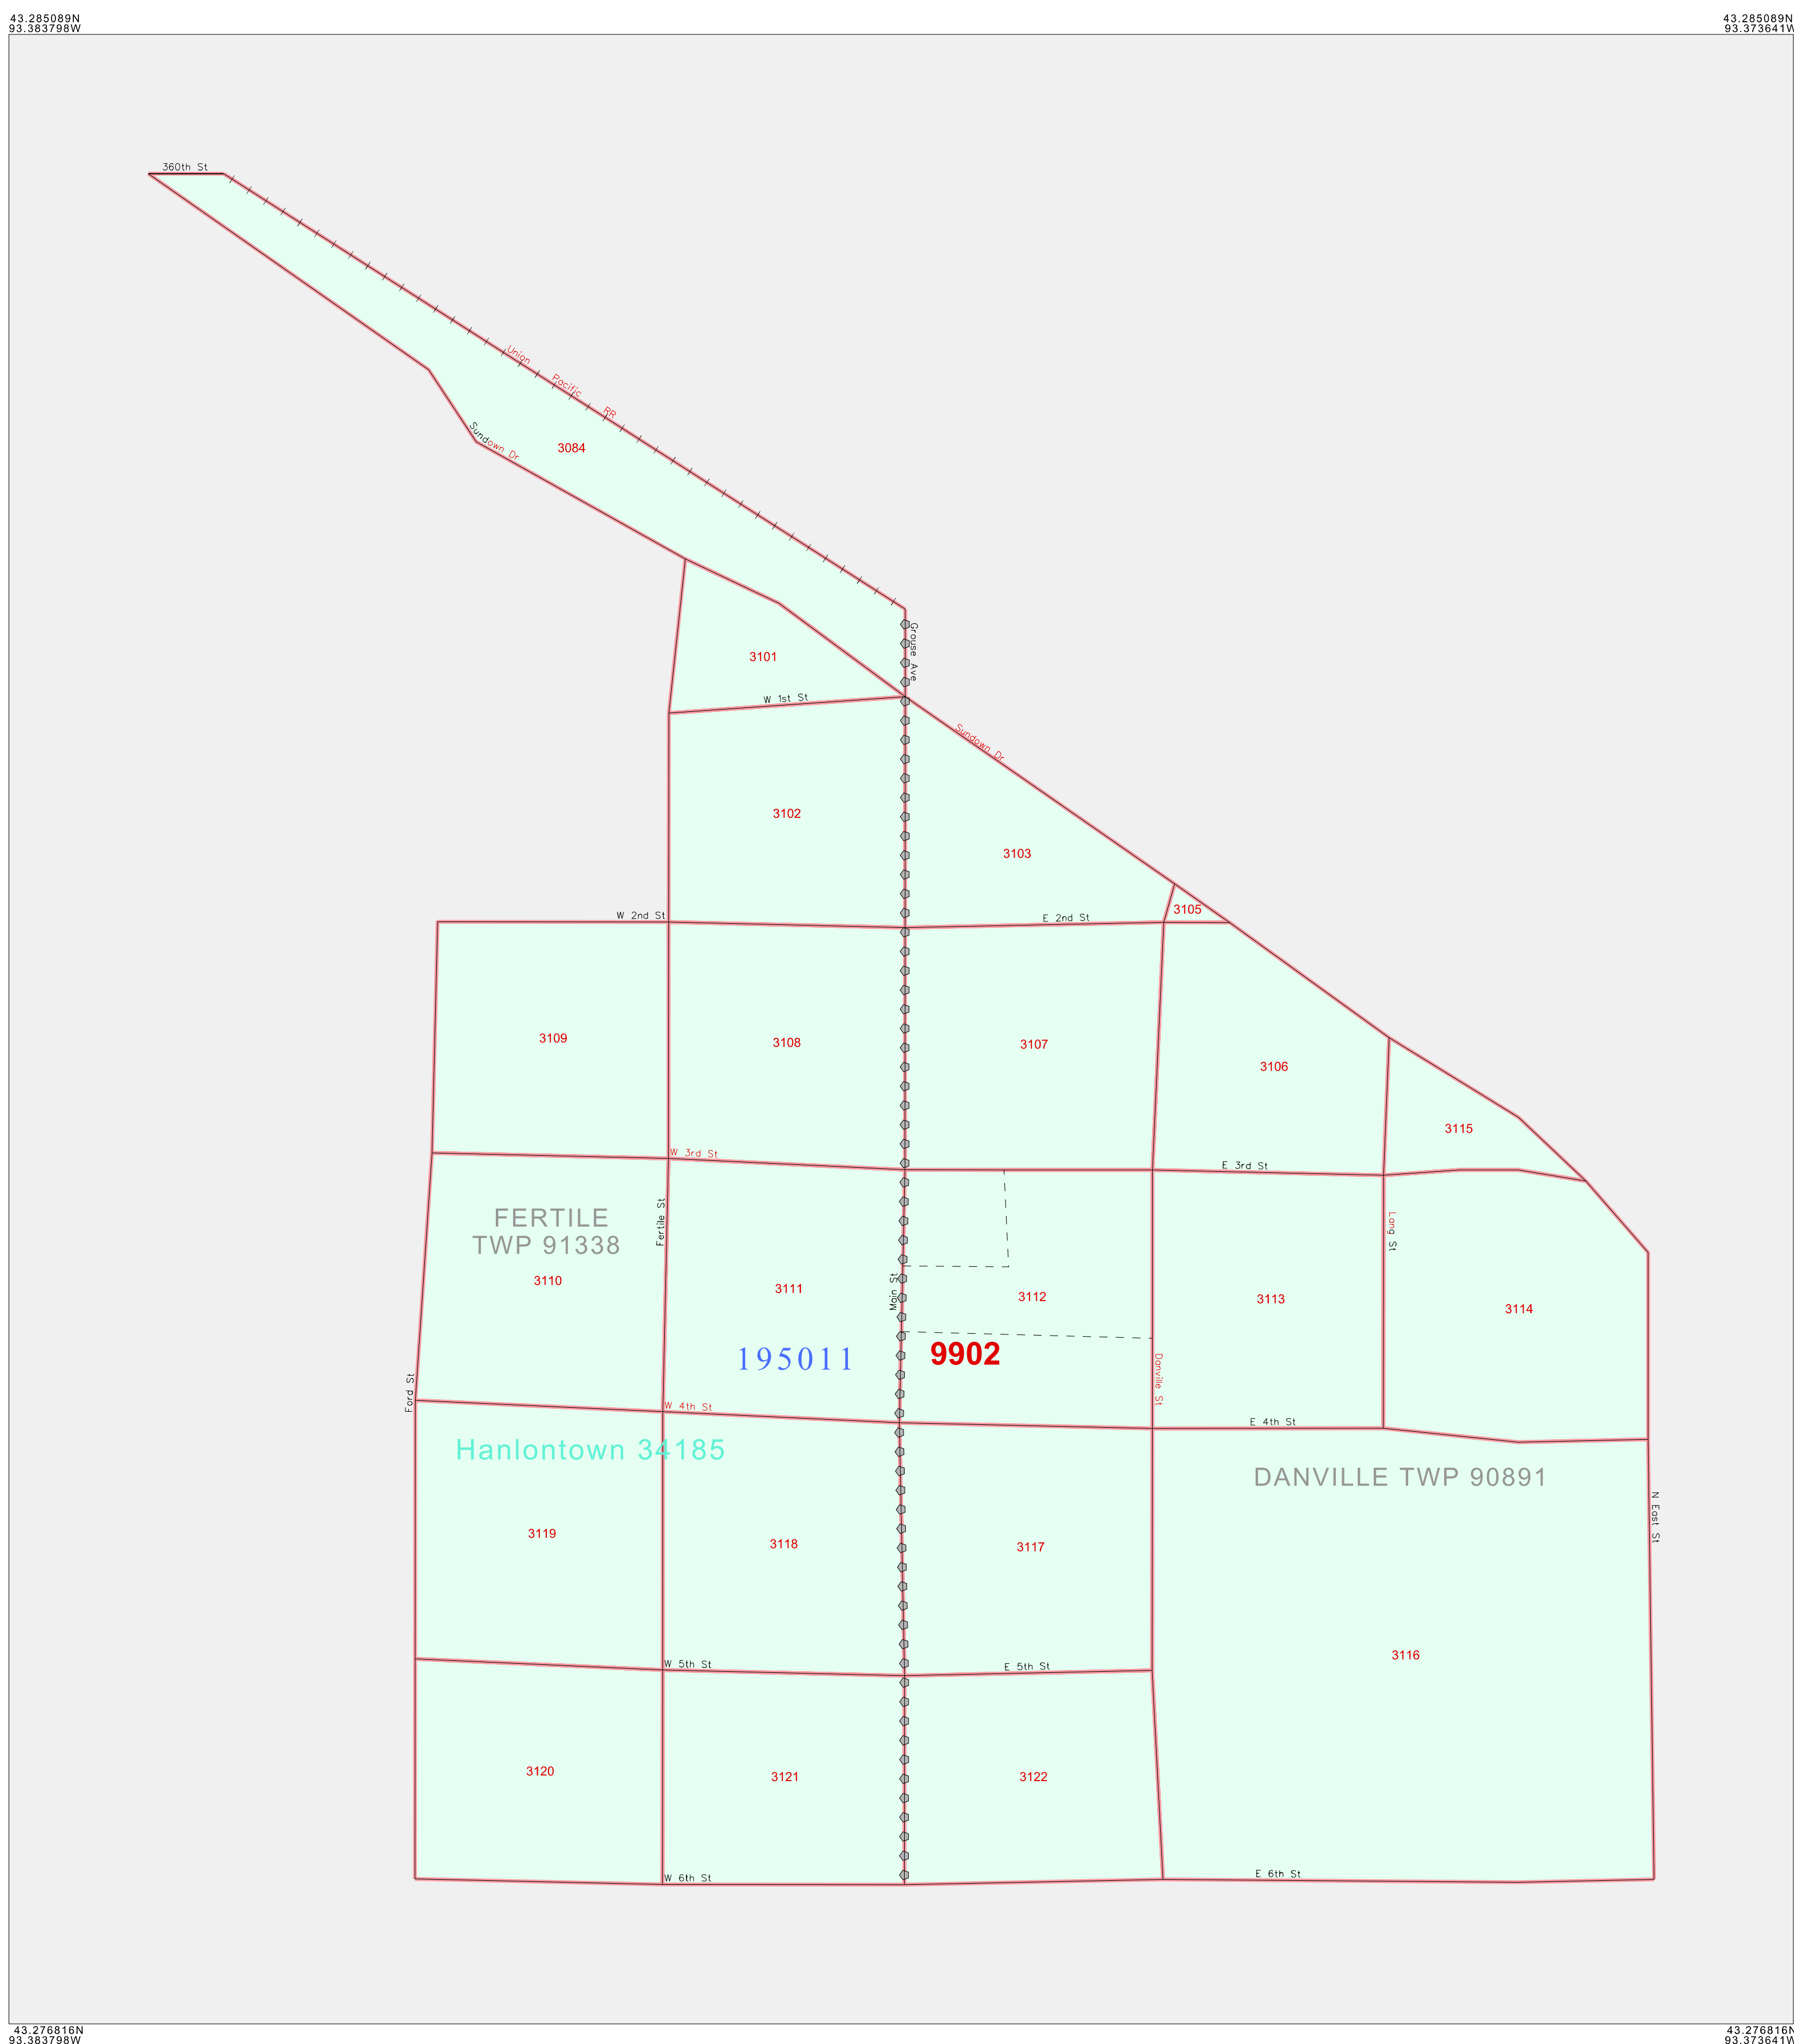 43.285089N
93.383798W
43.285089N
93.373641W
360th St
Union Pacific RR
Sundown Dr
3084
Grouse Ave
3101
W 1st St
Sundown Dr
3102
3103
3105
W 2nd St
E 2nd St
3109
3108
3107
3106
3115
W 3rd St
E 3rd St
FERTILE
TWP 91338
Fertile St
Lang St
3110
3111
Main St
3112
3113
3114
195011
9902
Danville St
Ford St
W 4th St
E 4th St
Hanlontown 34185
DANVILLE TWP 90891
N East St
3119
3118
3117
W 5th St
E 5th St
3116
3120
3121
3122
W 6th St
E 6th St
43.276816N
93.383798W
43.276816N
93.373641W